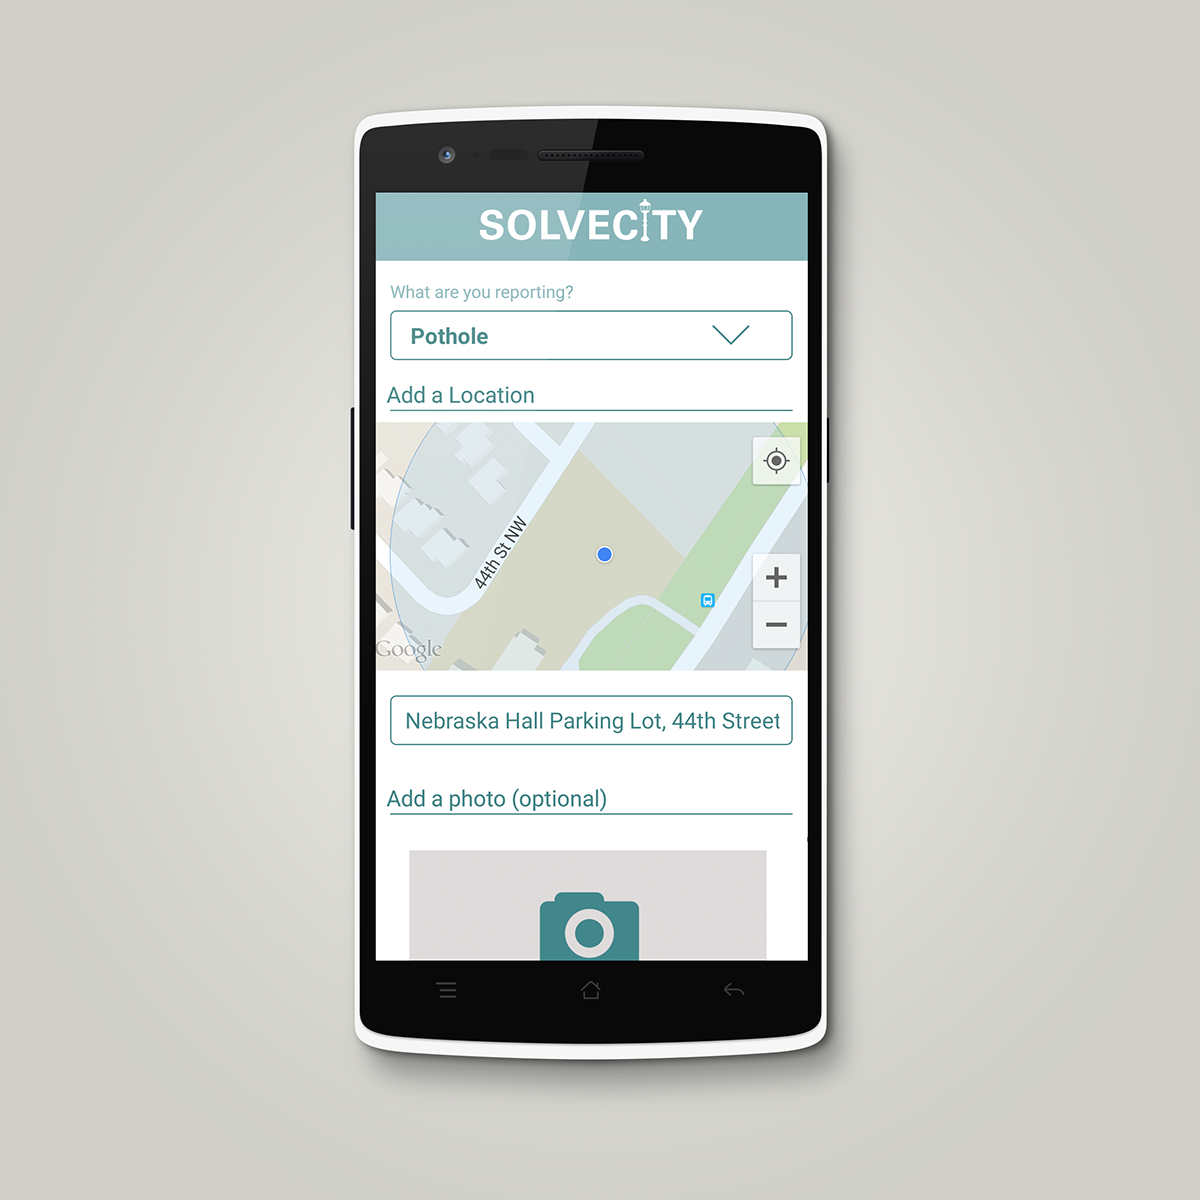 SOLVECITY
What are you reporting?
Pothole
Add a Location
44th St NW
Google
Nebraska Hall Parking Lot, 44th Street
Add a photo (optional)